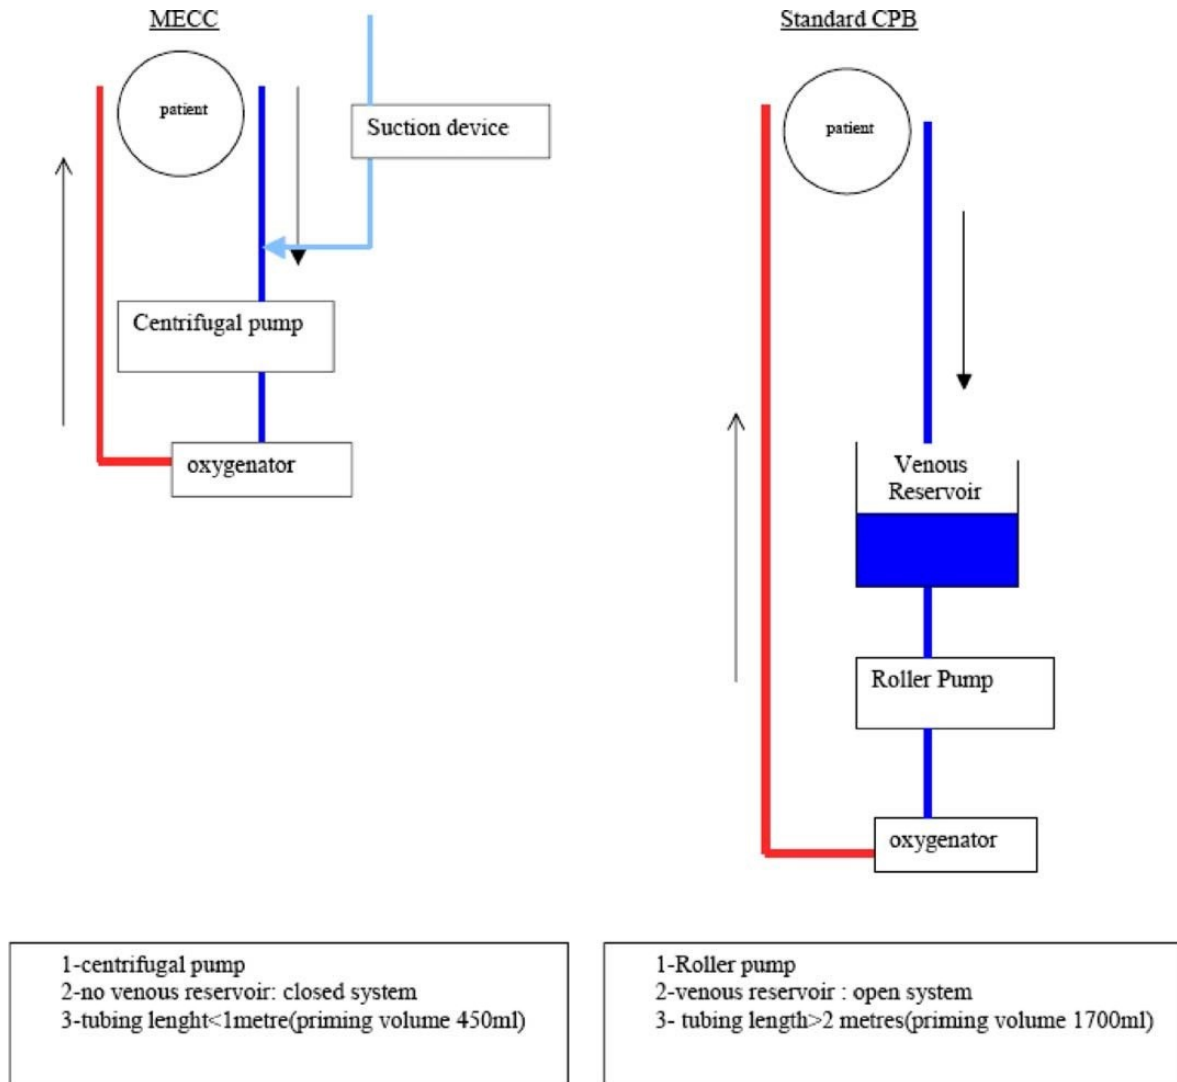 MECC
patient
Suction device
Centrifugal pump
oxygenator
1-centrifugal pump
2-no venous reservoir: closed system
3-tubing lenght<1metre(priming volume 450ml)
Standard CPB
patient
Venous
Reservoir
Roller Pump
oxygenator
1-Roller pump
2-venous reservoir : open system
3- tubing length>2 metres(priming volume 1700ml)